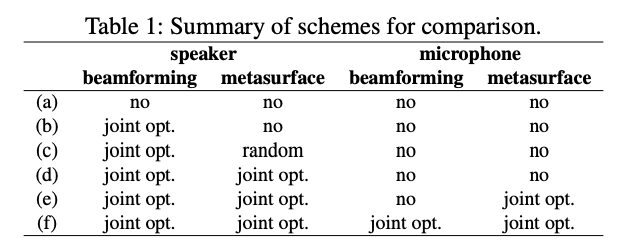 Table 1: Summary of schemes for comparison.
speaker microphone
beamforming metasurface beamforming metasurface
(a) no no no no
(b) joint opt. no no no
(c) joint opt. random no no
(d) joint opt. joint opt. no no
(e) joint opt. joint opt. no joint opt.
(f) joint opt. joint opt. joint opt. joint opt.